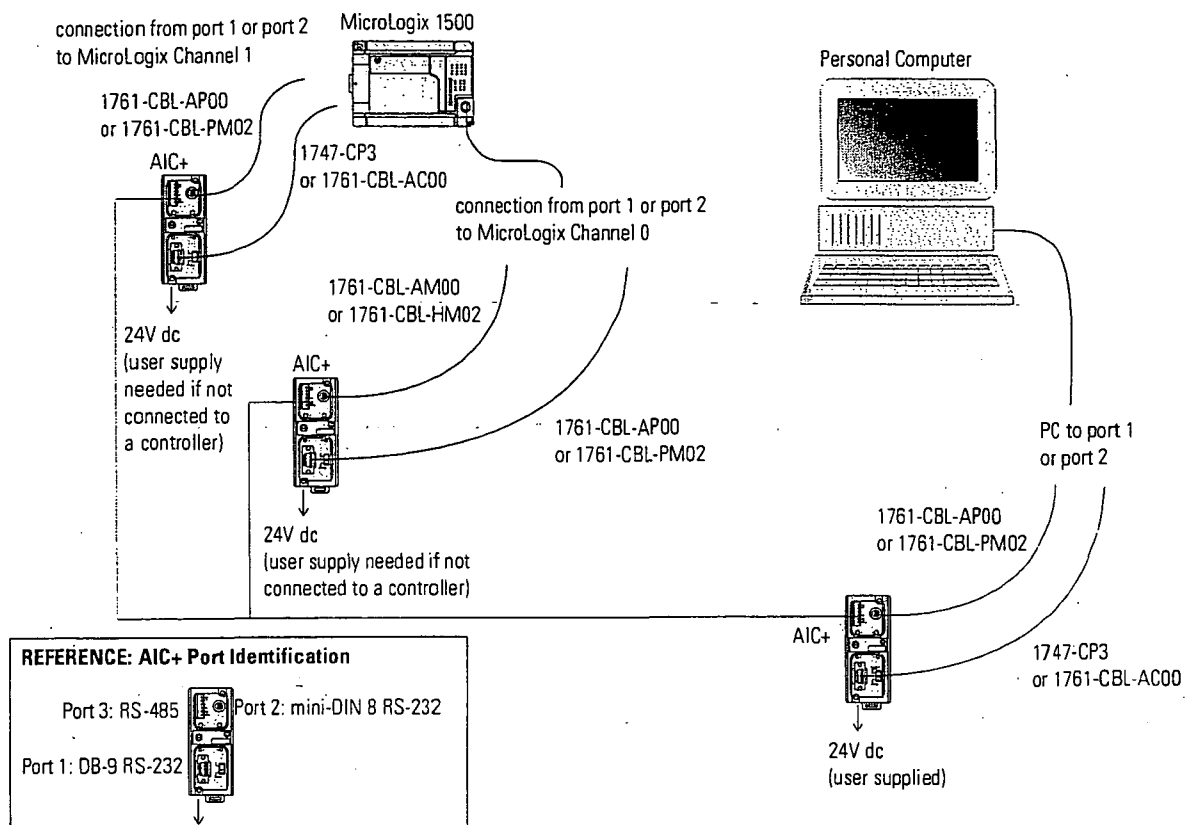 connection from port 1 or port 2
to MicroLogix Channel 1
MicroLogix 1500
Personal Computer
1761-CBL-AP00
or 1761-CBL-PM02
AIC+
1747-CP3
or 1761-CBL-AC00
connection from port 1 or port 2
to MicroLogix Channel 0
1761-CBL-AM00
or 1761-CBL-HM02
24V dc
(user supply
needed if not
connected to
a controller)
AIC+
1761-CBL-AP00
or 1761-CBL-PM02
PC to port 1
or port 2
24V dc
(user supply needed if not
connected to a controller)
1761-CBL-AP00
or 1761-CBL-PM02
AIC+
1747-CP3
or 1761-CBL-AC00
24V dc
(user supplied)
REFERENCE: AIC+ Port Identification
Port 3: RS-485
Port 2: mini-DIN 8 RS-232
Port 1: DB-9 RS-232